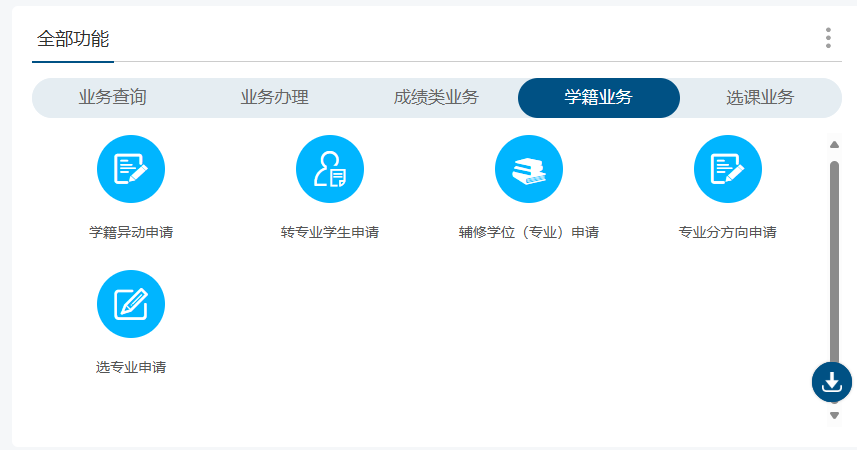 全部功能
业务查询 业务办理 成绩类业务 学籍业务 选课业务
学籍异动申请 转专业学生申请 辅修学位（专业）申请 专业分方向申请
选专业申请